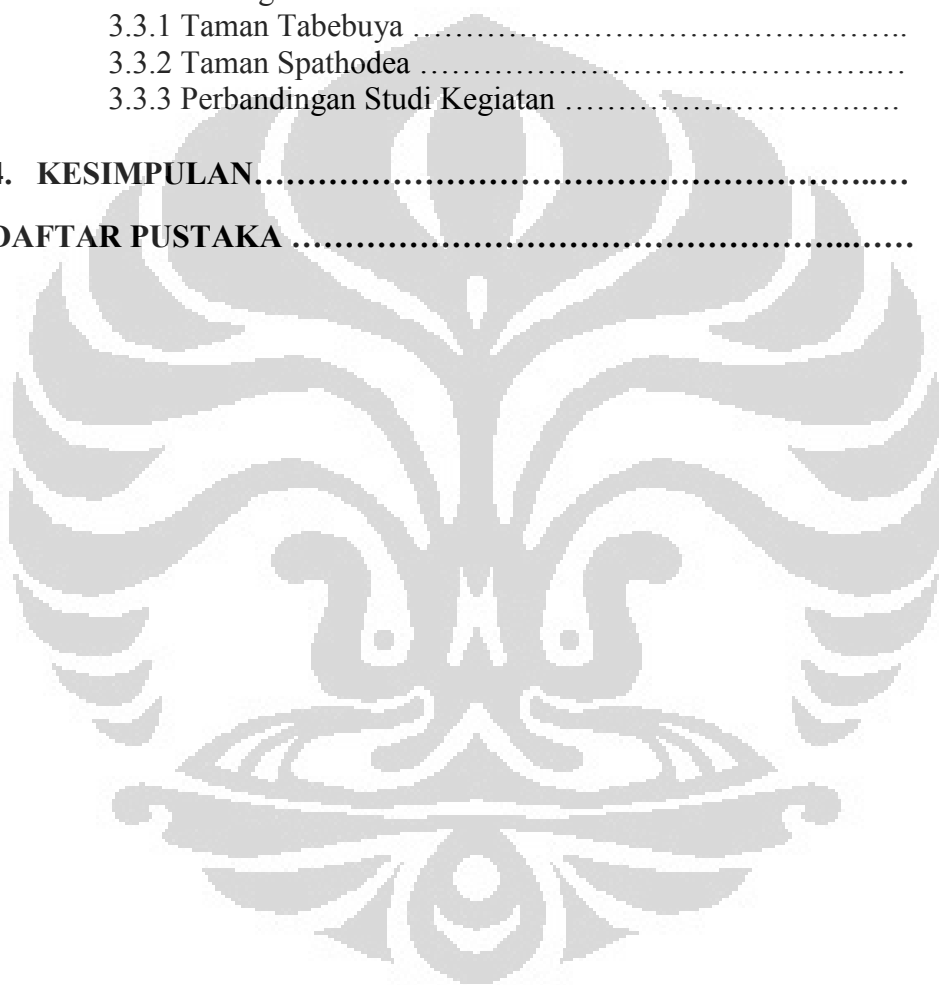 3.3.1 Taman Tabebuya ………………………………………..
3.3.2 Taman Spathodea ………………………………………….…
3.3.3 Perbandingan Studi Kegiatan ……………………….….
4. KESIMPULAN…………………………………………………..…
DAFTAR PUSTAKA ……………………………………………...……